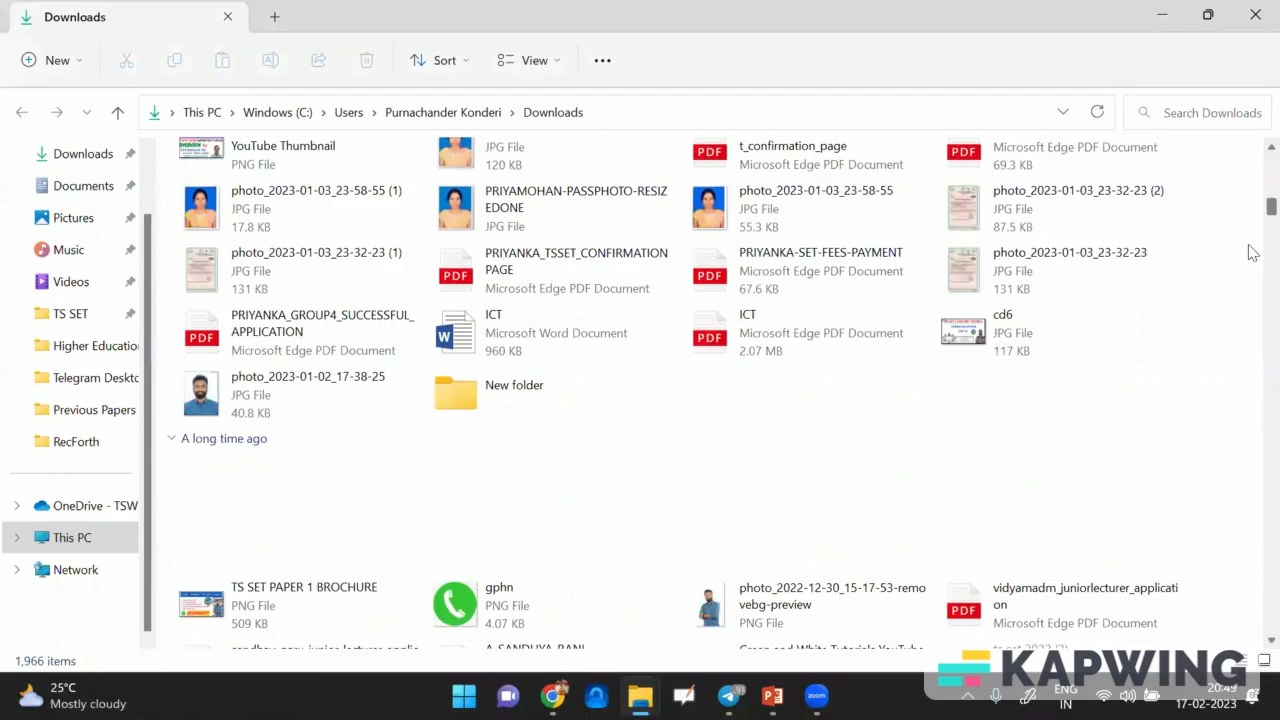 Downloads
New
Sort
View
This PC
Windows (C:)
Users
Purnachander Konderi
Downloads
Search Downloads
Downloads
Documents
Pictures
Music
Videos
TS SET
Higher Educatio
Telegram Deskto
Previous Papers
RecForth
OneDrive - TSW
This PC
Network
YouTube Thumbnail
PNG File
JPG File
120 KB
PDF
t_confirmation_page
Microsoft Edge PDF Document
PDF
Microsoft Edge PDF Document
69.3 KB
photo_2023-01-03_23-58-55 (1)
JPG File
17.8 KB
PRIYAMOHAN-PASSPHOTO-RESIZ
EDONE
JPG File
photo_2023-01-03_23-58-55
JPG File
55.3 KB
photo_2023-01-03_23-32-23 (2)
JPG File
87.5 KB
photo_2023-01-03_23-32-23 (1)
JPG File
131 KB
PDF
PRIYANKA_TSSET_CONFIRMATION
PAGE
Microsoft Edge PDF Document
PDF
PRIYANKA-SET-FEES-PAYMENT
Microsoft Edge PDF Document
67.6 KB
photo_2023-01-03_23-32-23
JPG File
131 KB
PDF
PRIYANKA_GROUP4_SUCCESSFUL_
APPLICATION
Microsoft Edge PDF Document
W
ICT
Microsoft Word Document
960 KB
PDF
ICT
Microsoft Edge PDF Document
2.07 MB
cd6
JPG File
117 KB
photo_2023-01-02_17-38-25
JPG File
40.8 KB
New folder
A long time ago
TS SET PAPER 1 BROCHURE
PNG File
509 KB
gphn
PNG File
4.07 KB
photo_2022-12-30_15-17-53-remo
vebg-preview
PNG File
PDF
vidyamadm_juniorlecturer_applicati
on
Microsoft Edge PDF Document
1,966 items
KAPWING
25°C
Mostly cloudy
zoom
ENG
IN
20:49
17-02-2023